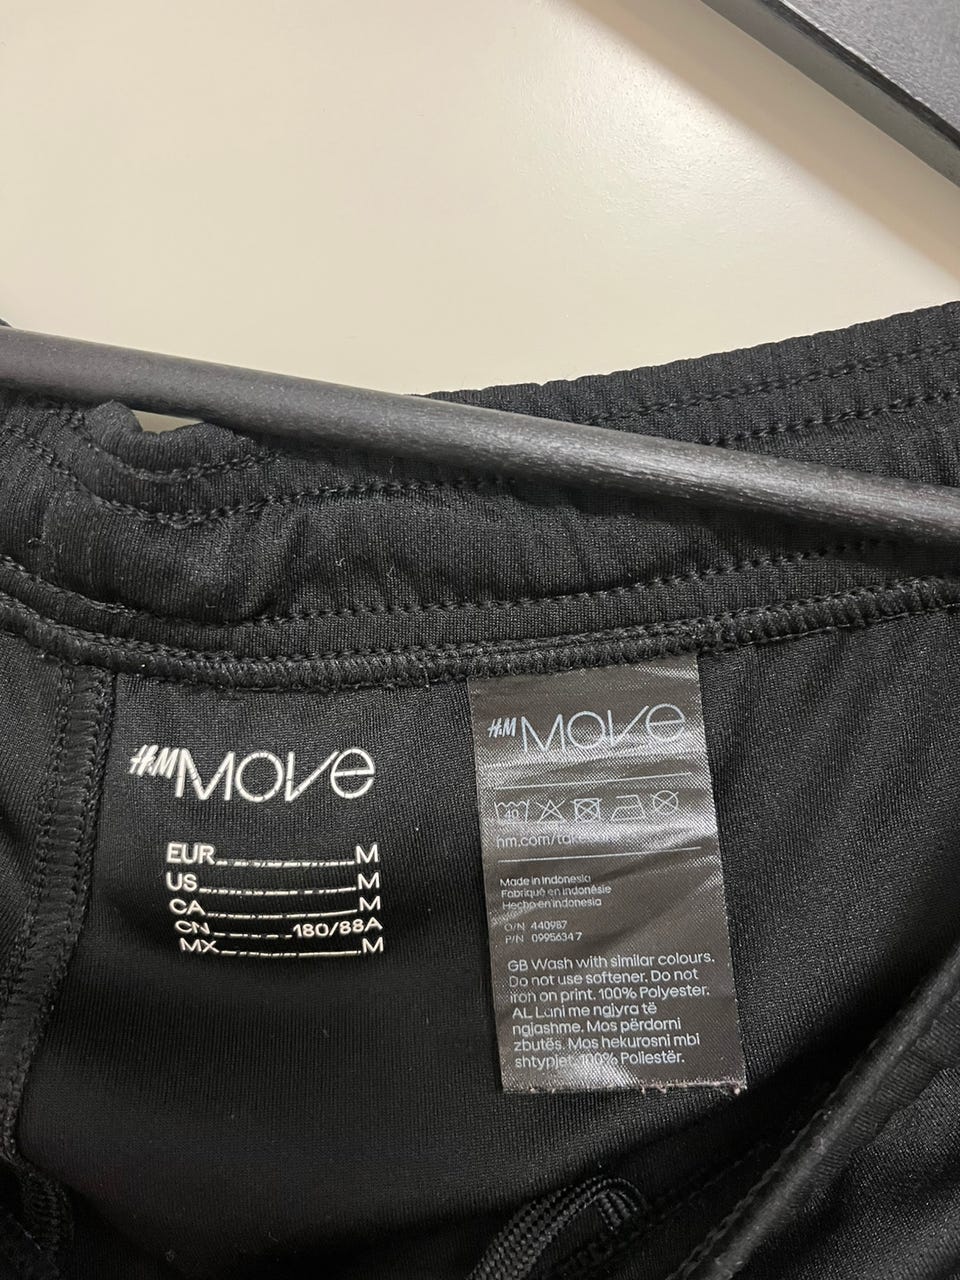 H&M MOVE
EUR M
US M
CA M
CN 180/88A
MX M
H&M MOVE
40
hm.com/
Made in Indonesia
Fabriqué en indonésie
Hecho en indonesia
O/N 440987
P/N 0995634 7
GB Wash with similar colours.
Do not use softener. Do not
iron on print. 100% Polyester.
AL Lani me ngjyra të
ngjashme. Mos përdorni
zbutës. Mos hekurosni mbi
shtypjet. 100% Poliestër.